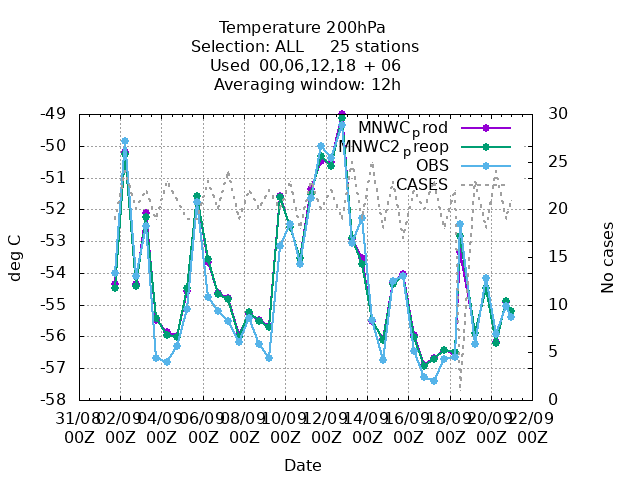 Temperature 200hPa
Selection: ALL 25 stations
Used 00,06,12,18 + 06
Averaging window: 12h
-49
-50
-51
-52
-53
-54
-55
-56
-57
-58
deg C
30
25
20
15
10
5
0
No cases
MNWCprod
MNWC2preop
OBS
CASES
31/08 02/09 04/09 06/09 08/09 10/09 12/09 14/09 16/09 18/09 20/09 22/09
00Z 00Z 00Z 00Z 00Z 00Z 00Z 00Z 00Z 00Z 00Z 00Z
Date